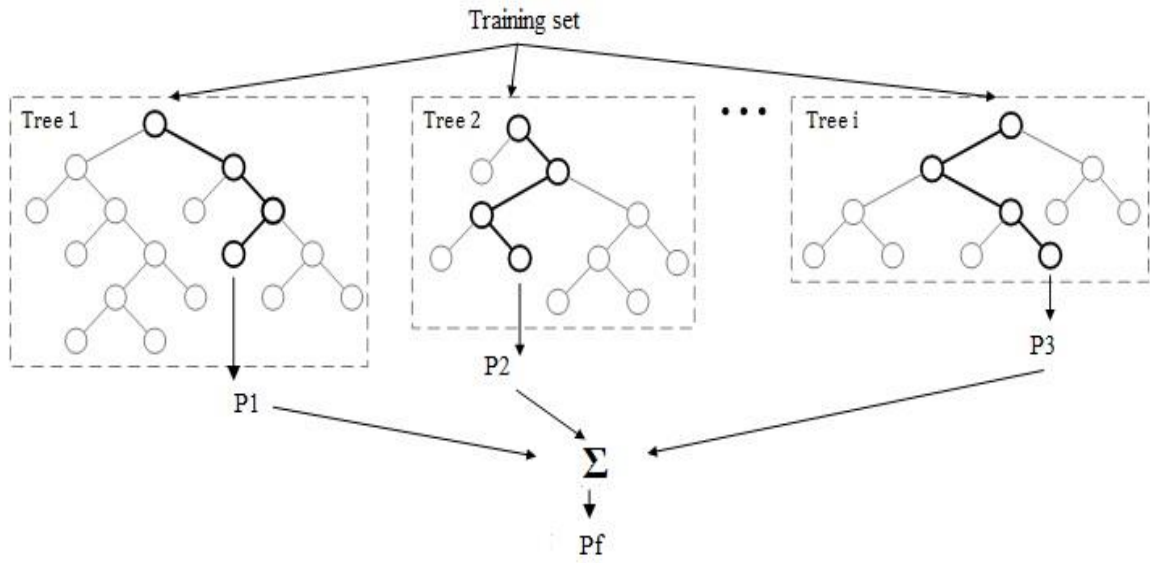 Training set
Tree 1
Tree 2
•••
Tree i
P1
P2
P3
Σ
Pf